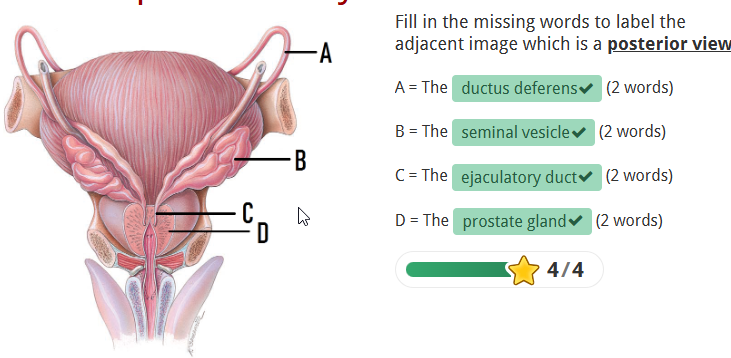 Fill in the missing words to label the
adjacent image which is a posterior view
A = The ductus deferens✔ (2 words)
B = The seminal vesicle✔ (2 words)
C = The ejaculatory duct✔ (2 words)
D = The prostate gland✔ (2 words)
4/4
A
B
C
D